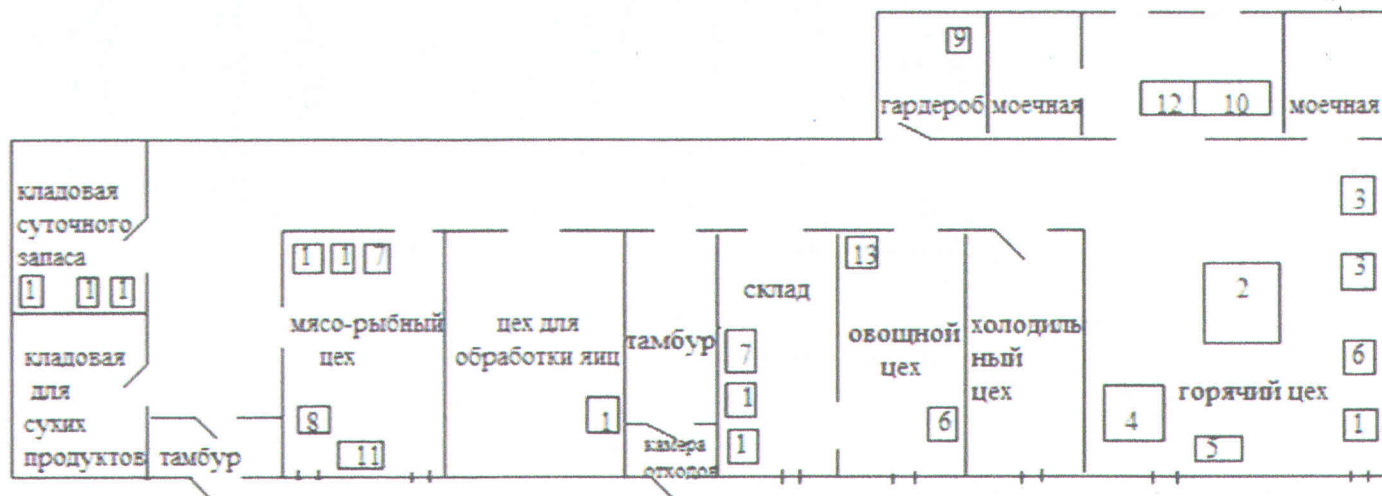 9
гардероб
моечная
12
10
моечная
кладовая
суточного
запаса
1
1
1
кладовая
для
сухих
продуктов
тамбур
1
1
7
мясо-рыбный
цех
8
11
цех для
обработки яиц
1
тамбур
камера
отходов
склад
7
1
1
13
овощной
цех
6
холодиль
ный
цех
3
3
2
6
горячий цех
4
5
1